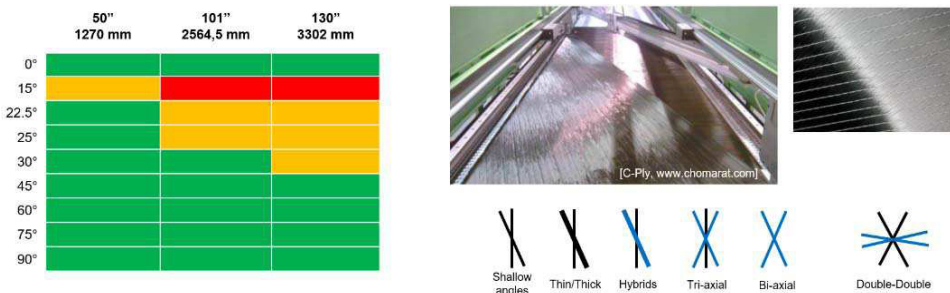 50” 101” 130”
1270 mm 2564,5 mm 3302 mm
0°
15°
22.5°
25°
30°
45°
60°
75°
90°
[C-Ply, www.chomarat.com]
Shallow
angles
Thin/Thick
Hybrids
Tri-axial
Bi-axial
Double-Double